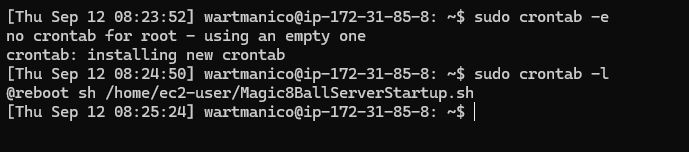 [Thu Sep 12 08:23:52] wartmanico@ip-172-31-85-8: ~$ sudo crontab -e
no crontab for root - using an empty one
crontab: installing new crontab
[Thu Sep 12 08:24:50] wartmanico@ip-172-31-85-8: ~$ sudo crontab -l
@reboot sh /home/ec2-user/Magic8BallServerStartup.sh
[Thu Sep 12 08:25:24] wartmanico@ip-172-31-85-8: ~$